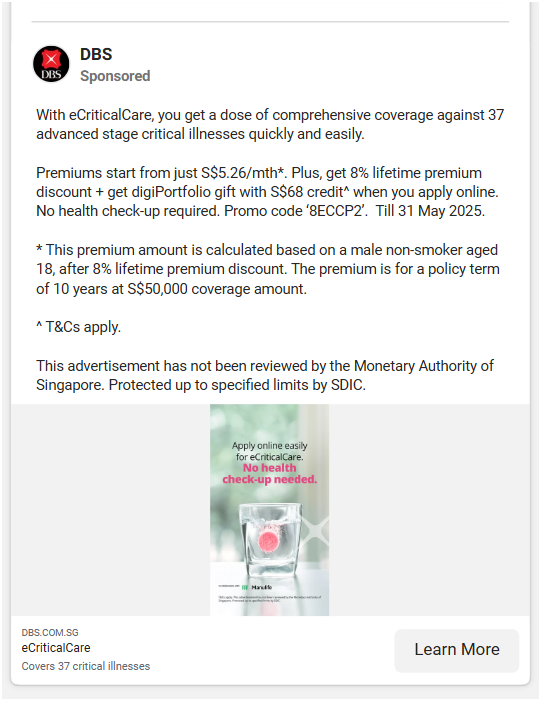 DBS
DBS
Sponsored
With eCriticalCare, you get a dose of comprehensive coverage against 37
advanced stage critical illnesses quickly and easily.
Premiums start from just S$5.26/mth*. Plus, get 8% lifetime premium
discount + get digiPortfolio gift with S$68 credit^ when you apply online.
No health check-up required. Promo code ‘8ECCP2’.  Till 31 May 2025.
* This premium amount is calculated based on a male non-smoker aged
18, after 8% lifetime premium discount. The premium is for a policy term
of 10 years at S$50,000 coverage amount.
^ T&Cs apply.
This advertisement has not been reviewed by the Monetary Authority of
Singapore. Protected up to specified limits by SDIC.
Apply online easily
for eCriticalCare.
No health
check-up needed.
Manulife
DBS.COM.SG
eCriticalCare
Covers 37 critical illnesses
Learn More